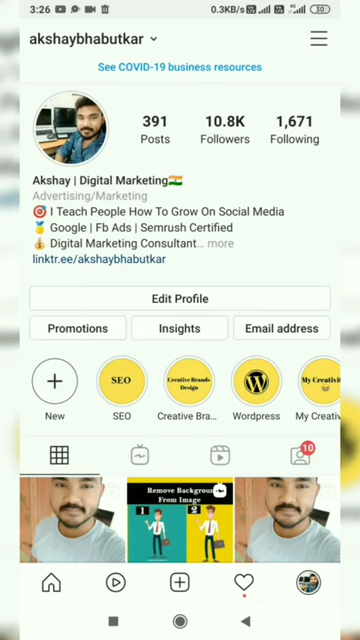 3:26
0.3KB/s
30
akshaybhabutkar
See COVID-19 business resources
391 10.8K 1,671
Posts Followers Following
Akshay | Digital Marketing🇮🇳
Advertising/Marketing
🎯 I Teach People How To Grow On Social Media
🥇 Google | Fb Ads | Semrush Certified
💰 Digital Marketing Consultant... more
linktr.ee/akshaybhabutkar
Edit Profile
Promotions Insights Email address
SEO Creative Brands My Creativi
Design
New SEO Creative Bra... Wordpress My Creativ
10
Remove Background
From Image
1 2